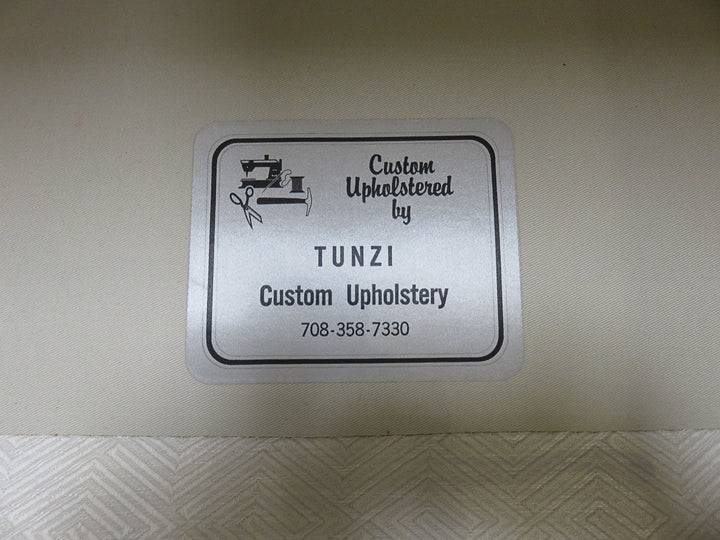 Custom
Upholstered
by
TUNZI
Custom Upholstery
708-358-7330